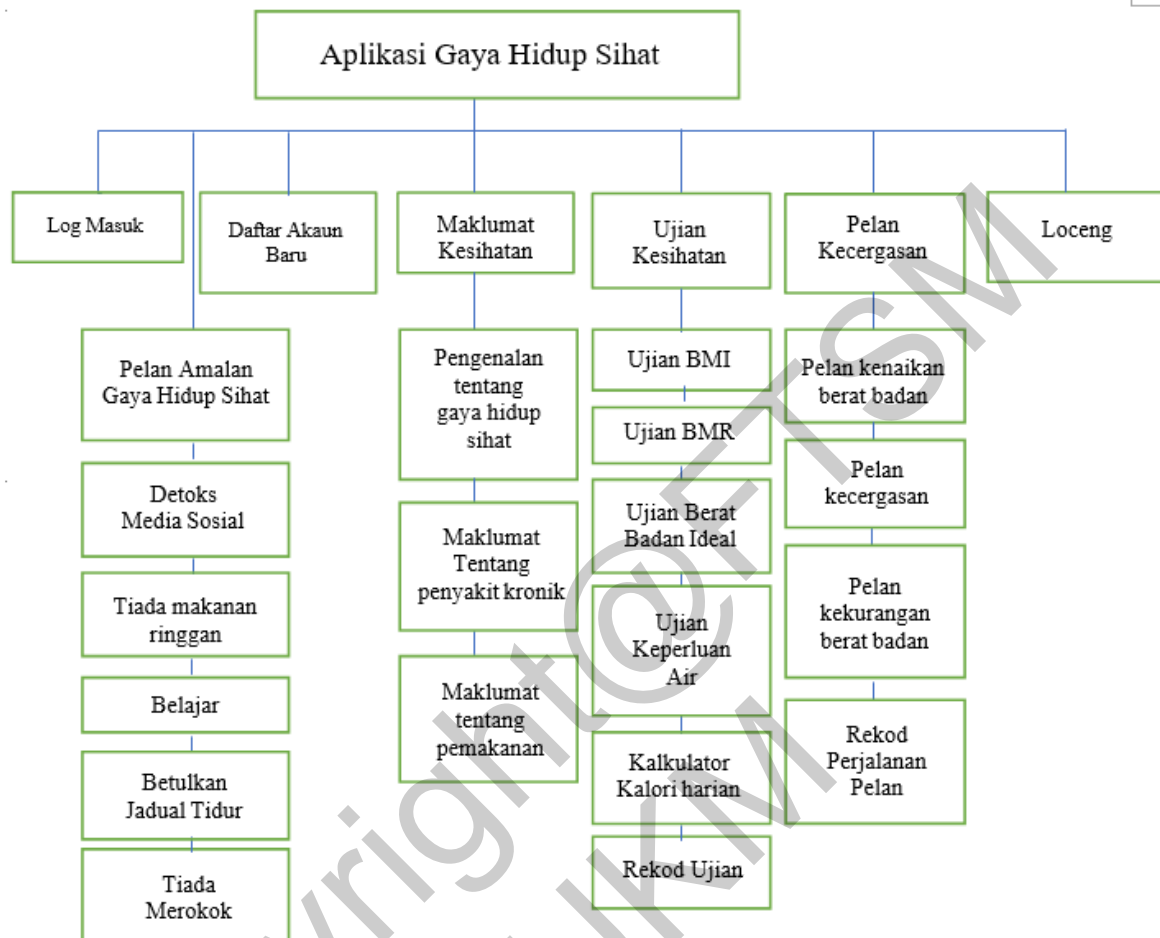 Aplikasi Gaya Hidup Sihat
Log Masuk
Daftar Akaun
Baru
Maklumat
Kesihatan
Ujian
Kesihatan
Pelan
Kecergasan
Loceng
Pelan Amalan
Gaya Hidup Sihat
Detoks
Media Sosial
Tiada makanan
ringgan
Belajar
Betulkan
Jadual Tidur
Tiada
Merokok
Pengenalan
tentang
gaya hidup
sihat
Maklumat
Tentang
penyakit kronik
Maklumat
tentang
pemakanan
Ujian BMI
Ujian BMR
Ujian Berat
Badan Ideal
Ujian
Keperluan
Air
Kalkulator
Kalori harian
Rekod Ujian
Pelan kenaikan
berat badan
Pelan
kecergasan
Pelan
kekurangan
berat badan
Rekod
Perjalanan
Pelan
yright@FTSM
UKM